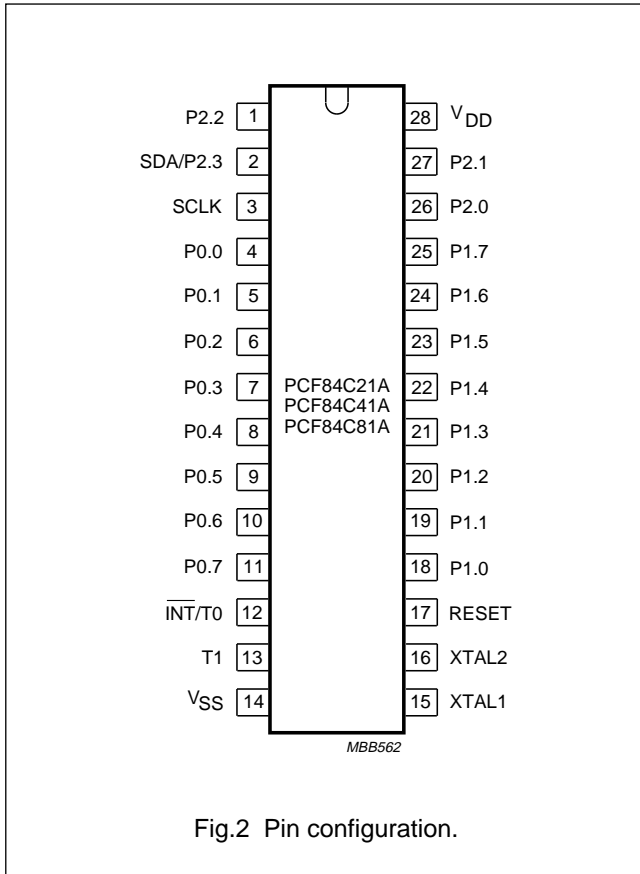 P2.2 1 28 VDD
SDA/P2.3 2 27 P2.1
SCLK 3 26 P2.0
P0.0 4 25 P1.7
P0.1 5 24 P1.6
P0.2 6 23 P1.5
P0.3 7 PCF84C21A 22 P1.4
PCF84C41A
P0.4 8 PCF84C81A 21 P1.3
P0.5 9 20 P1.2
P0.6 10 19 P1.1
P0.7 11 18 P1.0
INT/T0 12 17 RESET
T1 13 16 XTAL2
VSS 14 15 XTAL1
MBB562
Fig.2 Pin configuration.